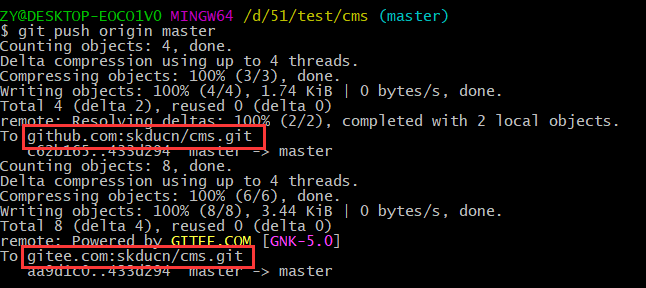 ZY@DESKTOP-EOCO1V0 MINGW64 /d/51/test/cms (master)
$ git push origin master
Counting objects: 4, done.
Delta compression using up to 4 threads.
Compressing objects: 100% (3/3), done.
Writing objects: 100% (4/4), 1.74 KiB | 0 bytes/s, done.
Total 4 (delta 2), reused 0 (delta 0)
remote: Resolving deltas: 100% (2/2), completed with 2 local objects.
To github.com:skducn/cms.git
c62b165..433d294 master -> master
Counting objects: 8, done.
Delta compression using up to 4 threads.
Compressing objects: 100% (6/6), done.
Writing objects: 100% (8/8), 3.44 KiB | 0 bytes/s, done.
Total 8 (delta 4), reused 0 (delta 0)
remote: Powered by GITEE.COM [GNK-5.0]
To gitee.com:skducn/cms.git
aa9d1c0..433d294 master -> master